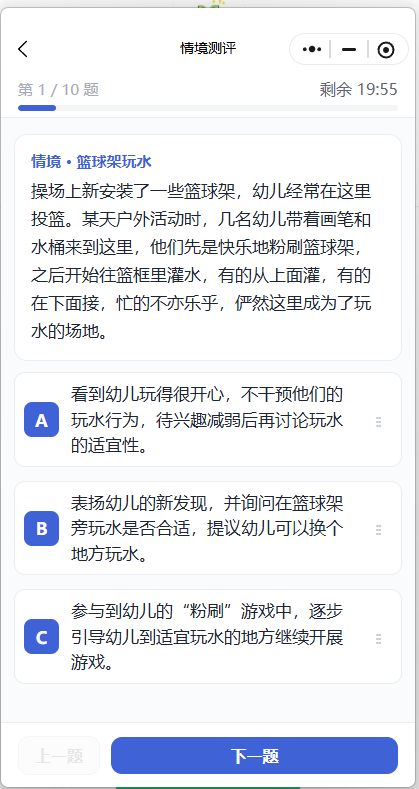 情境测评
第 1 / 10 题
剩余 19:55
情境·篮球架玩水
操场上新安装了一些篮球架，幼儿经常在这里
投篮。某天户外活动时，几名幼儿带着画笔和
水桶来到这里，他们先是快乐地粉刷篮球架，
之后开始往篮框里灌水，有的从上面灌，有的
在下面接，忙的不亦乐乎，俨然这里成为了玩
水的场地。
A
看到幼儿玩得很开心，不干预他们的
玩水行为，待兴趣减弱后再讨论玩水
的适宜性。
B
表扬幼儿的新发现，并询问在篮球架
旁玩水是否合适，提议幼儿可以换个
地方玩水。
C
参与到幼儿的“粉刷”游戏中，逐步
引导幼儿到适宜玩水的地方继续开展
游戏。
上一题
下一题